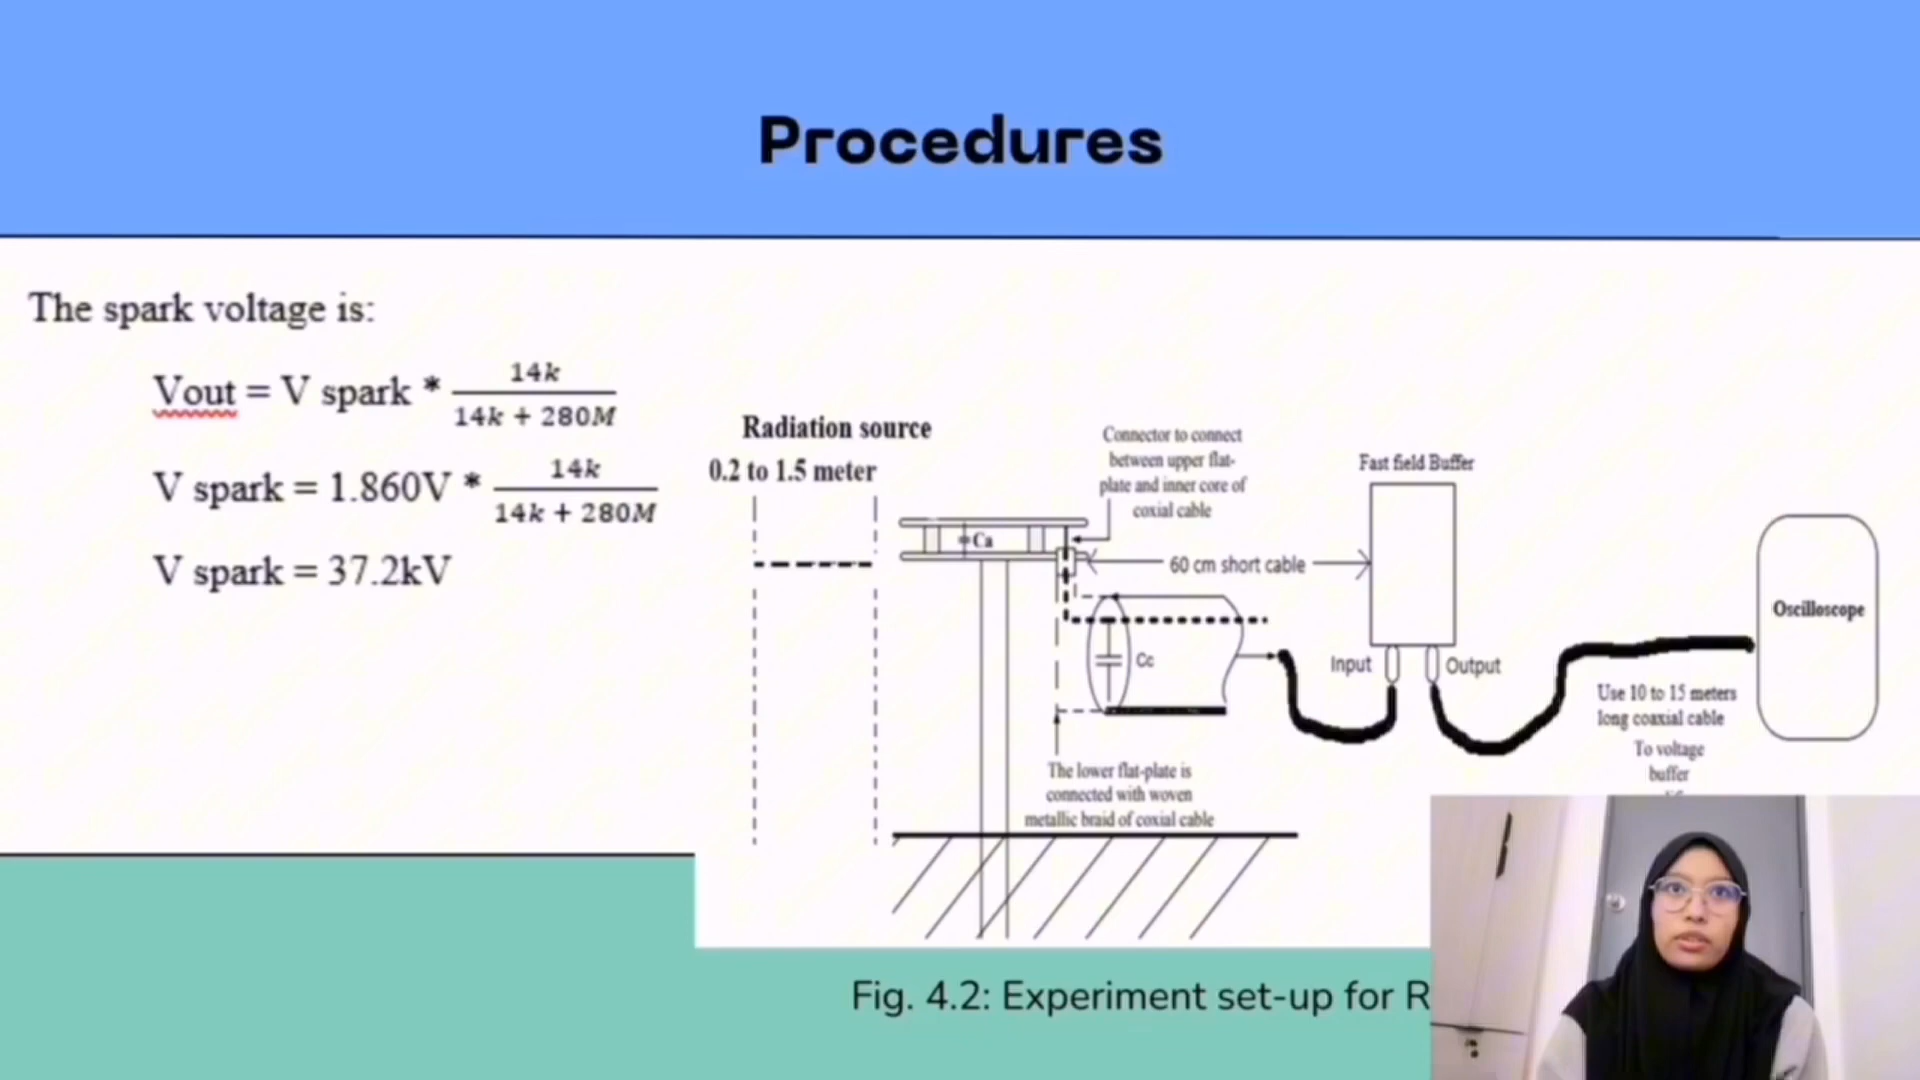 Procedures
The spark voltage is:
Vout = V spark * 14k / 14k + 280M
V spark = 1.860V * 14k / 14k + 280M
V spark = 37.2kV
Radiation source
0.2 to 1.5 meter
Connector to connect
between upper flat-
plate and inner core of
coxial cable
Ca
60 cm short cable
Cc
Fast field Buffer
Input
Output
Oscilloscope
Use 10 to 15 meters
long coaxial cable
To voltage
buffer
The lower flat-plate is
connected with woven
metallic braid of coxial cable
Fig. 4.2: Experiment set-up for R